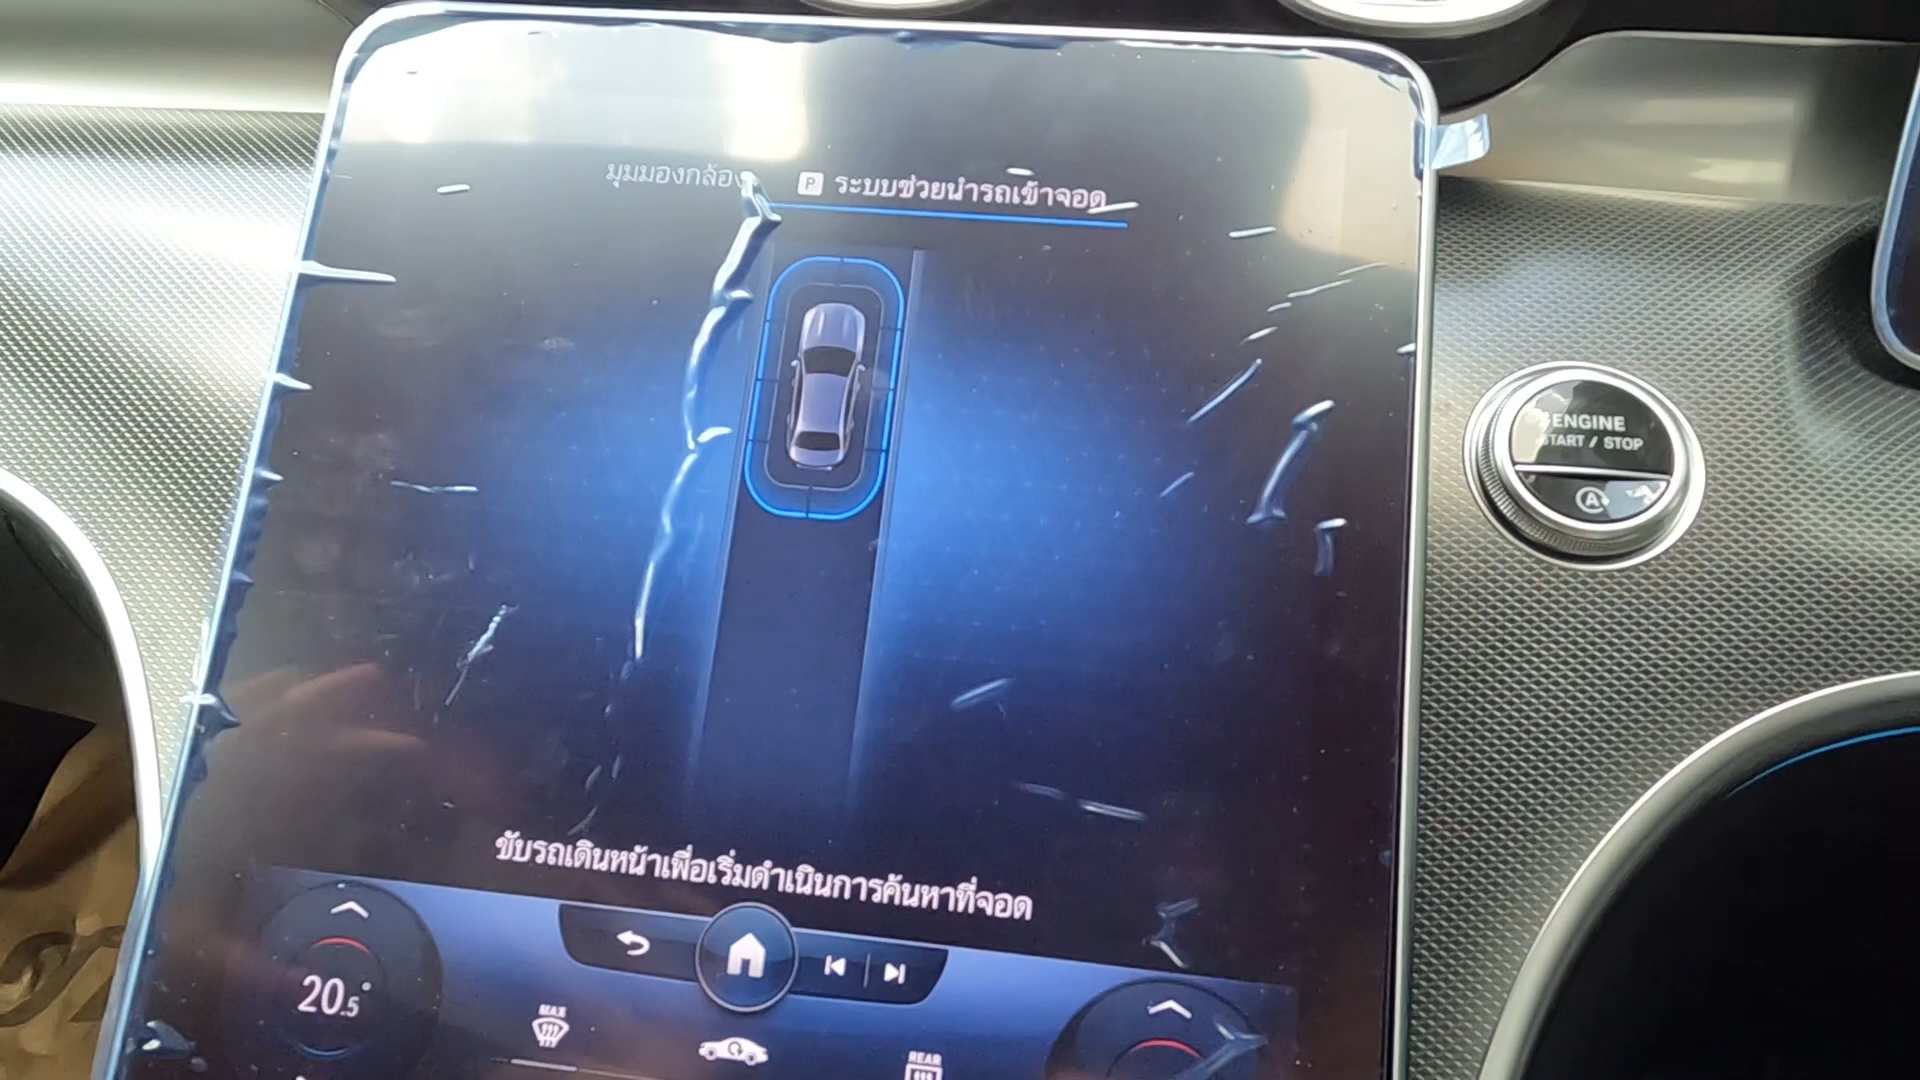 มุมมองกล้อง
P ระบบช่วยนำรถเข้าจอด
ENGINE
START / STOP
A
ขับรถเดินหน้าเพื่อเริ่มดำเนินการค้นหาที่จอด
20.5°
MAX
REAR